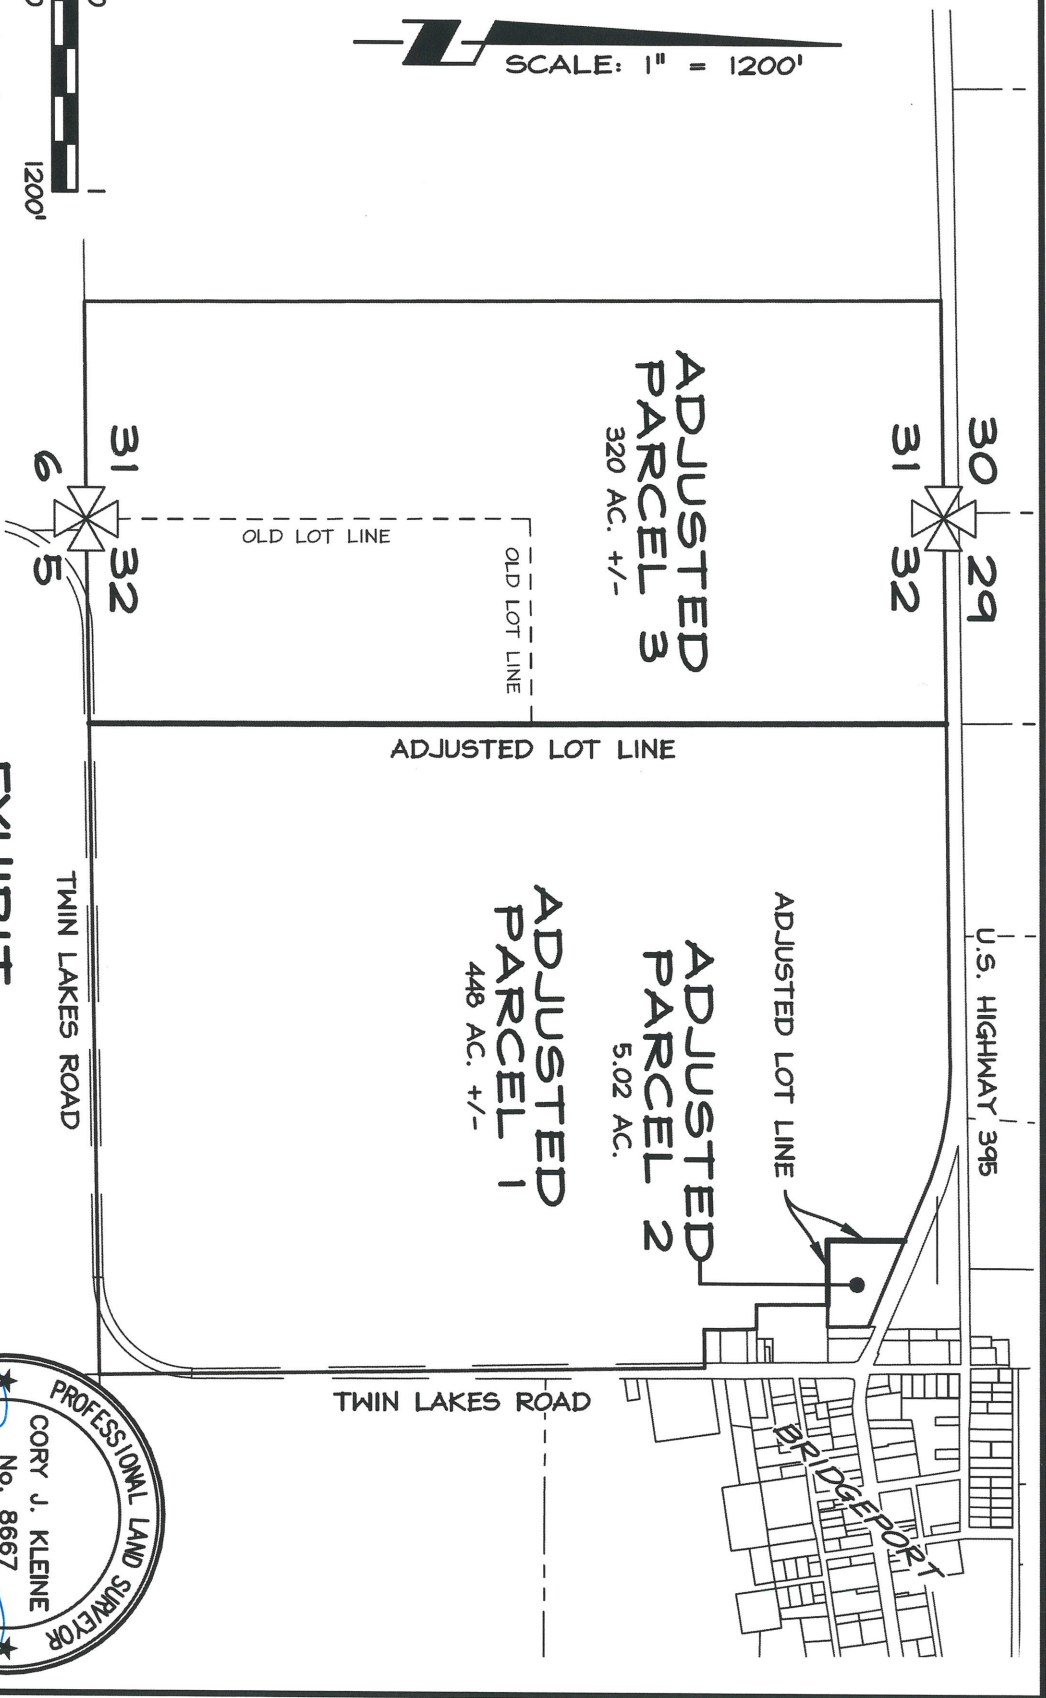 SCALE: 1" = 1200'
1200'
30
29
31
32
ADJUSTED
PARCEL 3
320 AC. +/-
OLD LOT LINE
OLD LOT LINE
31
32
6
5
ADJUSTED LOT LINE
U.S. HIGHWAY 395
ADJUSTED LOT LINE
ADJUSTED
PARCEL 2
5.02 AC.
ADJUSTED
PARCEL 1
448 AC. +/-
TWIN LAKES ROAD
TWIN LAKES ROAD
BRIDGEPORT
EXHIBIT
PROFESSIONAL LAND SURVEYOR
CORY J. KLEINE
No. 8667